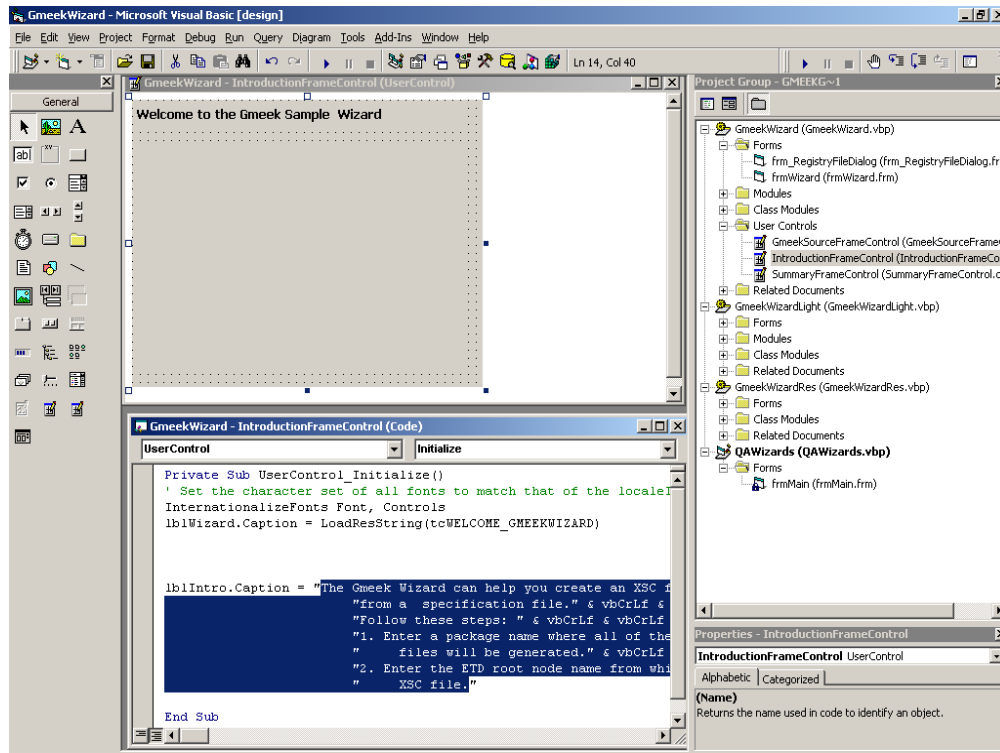 GmeekWizard - Microsoft Visual Basic [design]
File Edit View Project Format Debug Run Query Diagram Tools Add-Ins Window Help
Ln 14, Col 40
General
A
ab
xy
GmeekWizard - IntroductionFrameControl (UserControl)
Welcome to the Gmeek Sample Wizard
GmeekWizard - IntroductionFrameControl (Code)
UserControl
Initialize
Private Sub UserControl_Initialize()
' Set the character set of all fonts to match that of the locale
InternationalizeFonts Font, Controls
lblWizard.Caption = LoadResString(tcWELCOME_GMEEKWIZARD)
lblIntro.Caption = "The Gmeek Wizard can help you create an XSC f
"from a  specification file." & vbCrLf &
"Follow these steps: " & vbCrLf & vbCrLf
"1. Enter a package name where all of the
"     files will be generated." & vbCrLf
"2. Enter the ETD root node name from whi
"     XSC file."
End Sub
Project Group - GMEEKG~1
GmeekWizard (GmeekWizard.vbp)
Forms
frm_RegistryFileDialog (frm_RegistryFileDialog.fr
frmWizard (frmWizard.frm)
Modules
Class Modules
User Controls
GmeekSourceFrameControl (GmeekSourceFrame
IntroductionFrameControl (IntroductionFrameCo
SummaryFrameControl (SummaryFrameControl.c
Related Documents
GmeekWizardLight (GmeekWizardLight.vbp)
Forms
Modules
Class Modules
Related Documents
GmeekWizardRes (GmeekWizardRes.vbp)
Forms
Class Modules
Related Documents
QAWizards (QAWizards.vbp)
Forms
frmMain (frmMain.frm)
Properties - IntroductionFrameControl
IntroductionFrameControl UserControl
Alphabetic Categorized
(Name)
Returns the name used in code to identify an object.